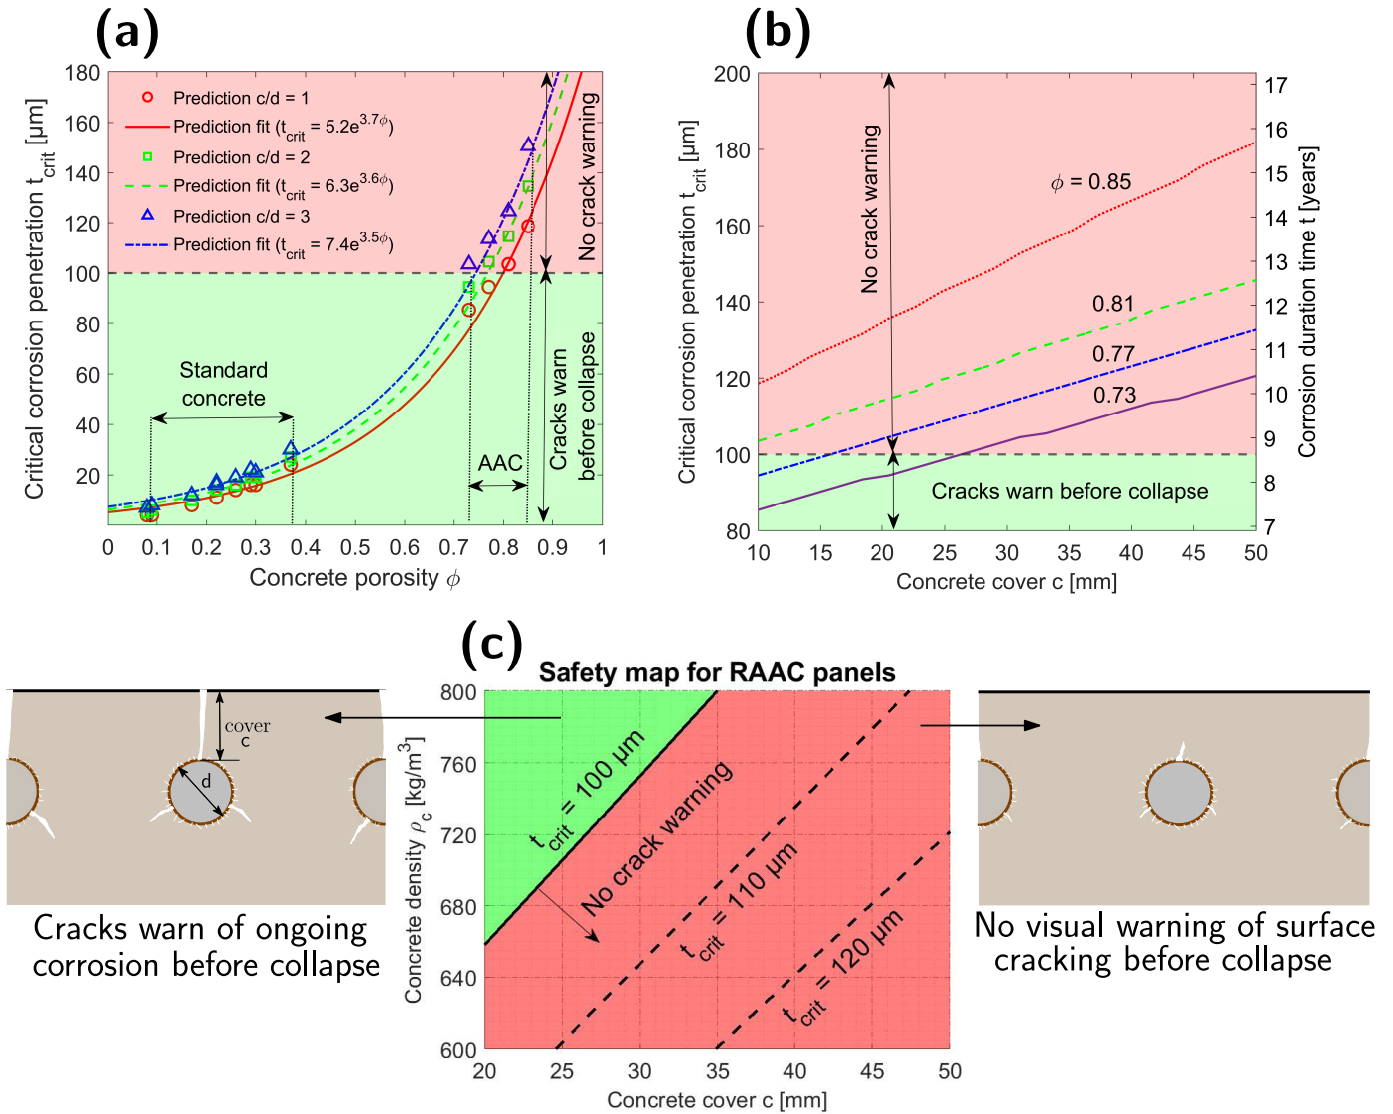 (a)
180
160
140
120
100
80
60
40
20
0
0.1
0.2
0.3
0.4
0.5
0.6
0.7
0.8
0.9
1
Critical corrosion penetration t_crit [µm]
Concrete porosity ϕ
Prediction c/d = 1
Prediction fit (t_crit = 5.2e^3.7ϕ)
Prediction c/d = 2
Prediction fit (t_crit = 6.3e^3.6ϕ)
Prediction c/d = 3
Prediction fit (t_crit = 7.4e^3.5ϕ)
No crack warning
Cracks warn
before collapse
Standard
concrete
AAC
(b)
200
180
160
140
120
100
80
10
15
20
25
30
35
40
45
50
Critical corrosion penetration t_crit [µm]
Concrete cover c [mm]
17
16
15
14
13
12
11
10
9
8
7
Corrosion duration time t [years]
No crack warning
ϕ = 0.85
0.81
0.77
0.73
Cracks warn before collapse
(c)
Safety map for RAAC panels
800
760
720
680
640
600
20
25
30
35
40
45
50
Concrete density ρ_c [kg/m³]
Concrete cover c [mm]
t_crit = 100 µm
No crack warning
t_crit = 110 µm
t_crit = 120 µm
cover
c
d
Cracks warn of ongoing
corrosion before collapse
No visual warning of surface
cracking before collapse